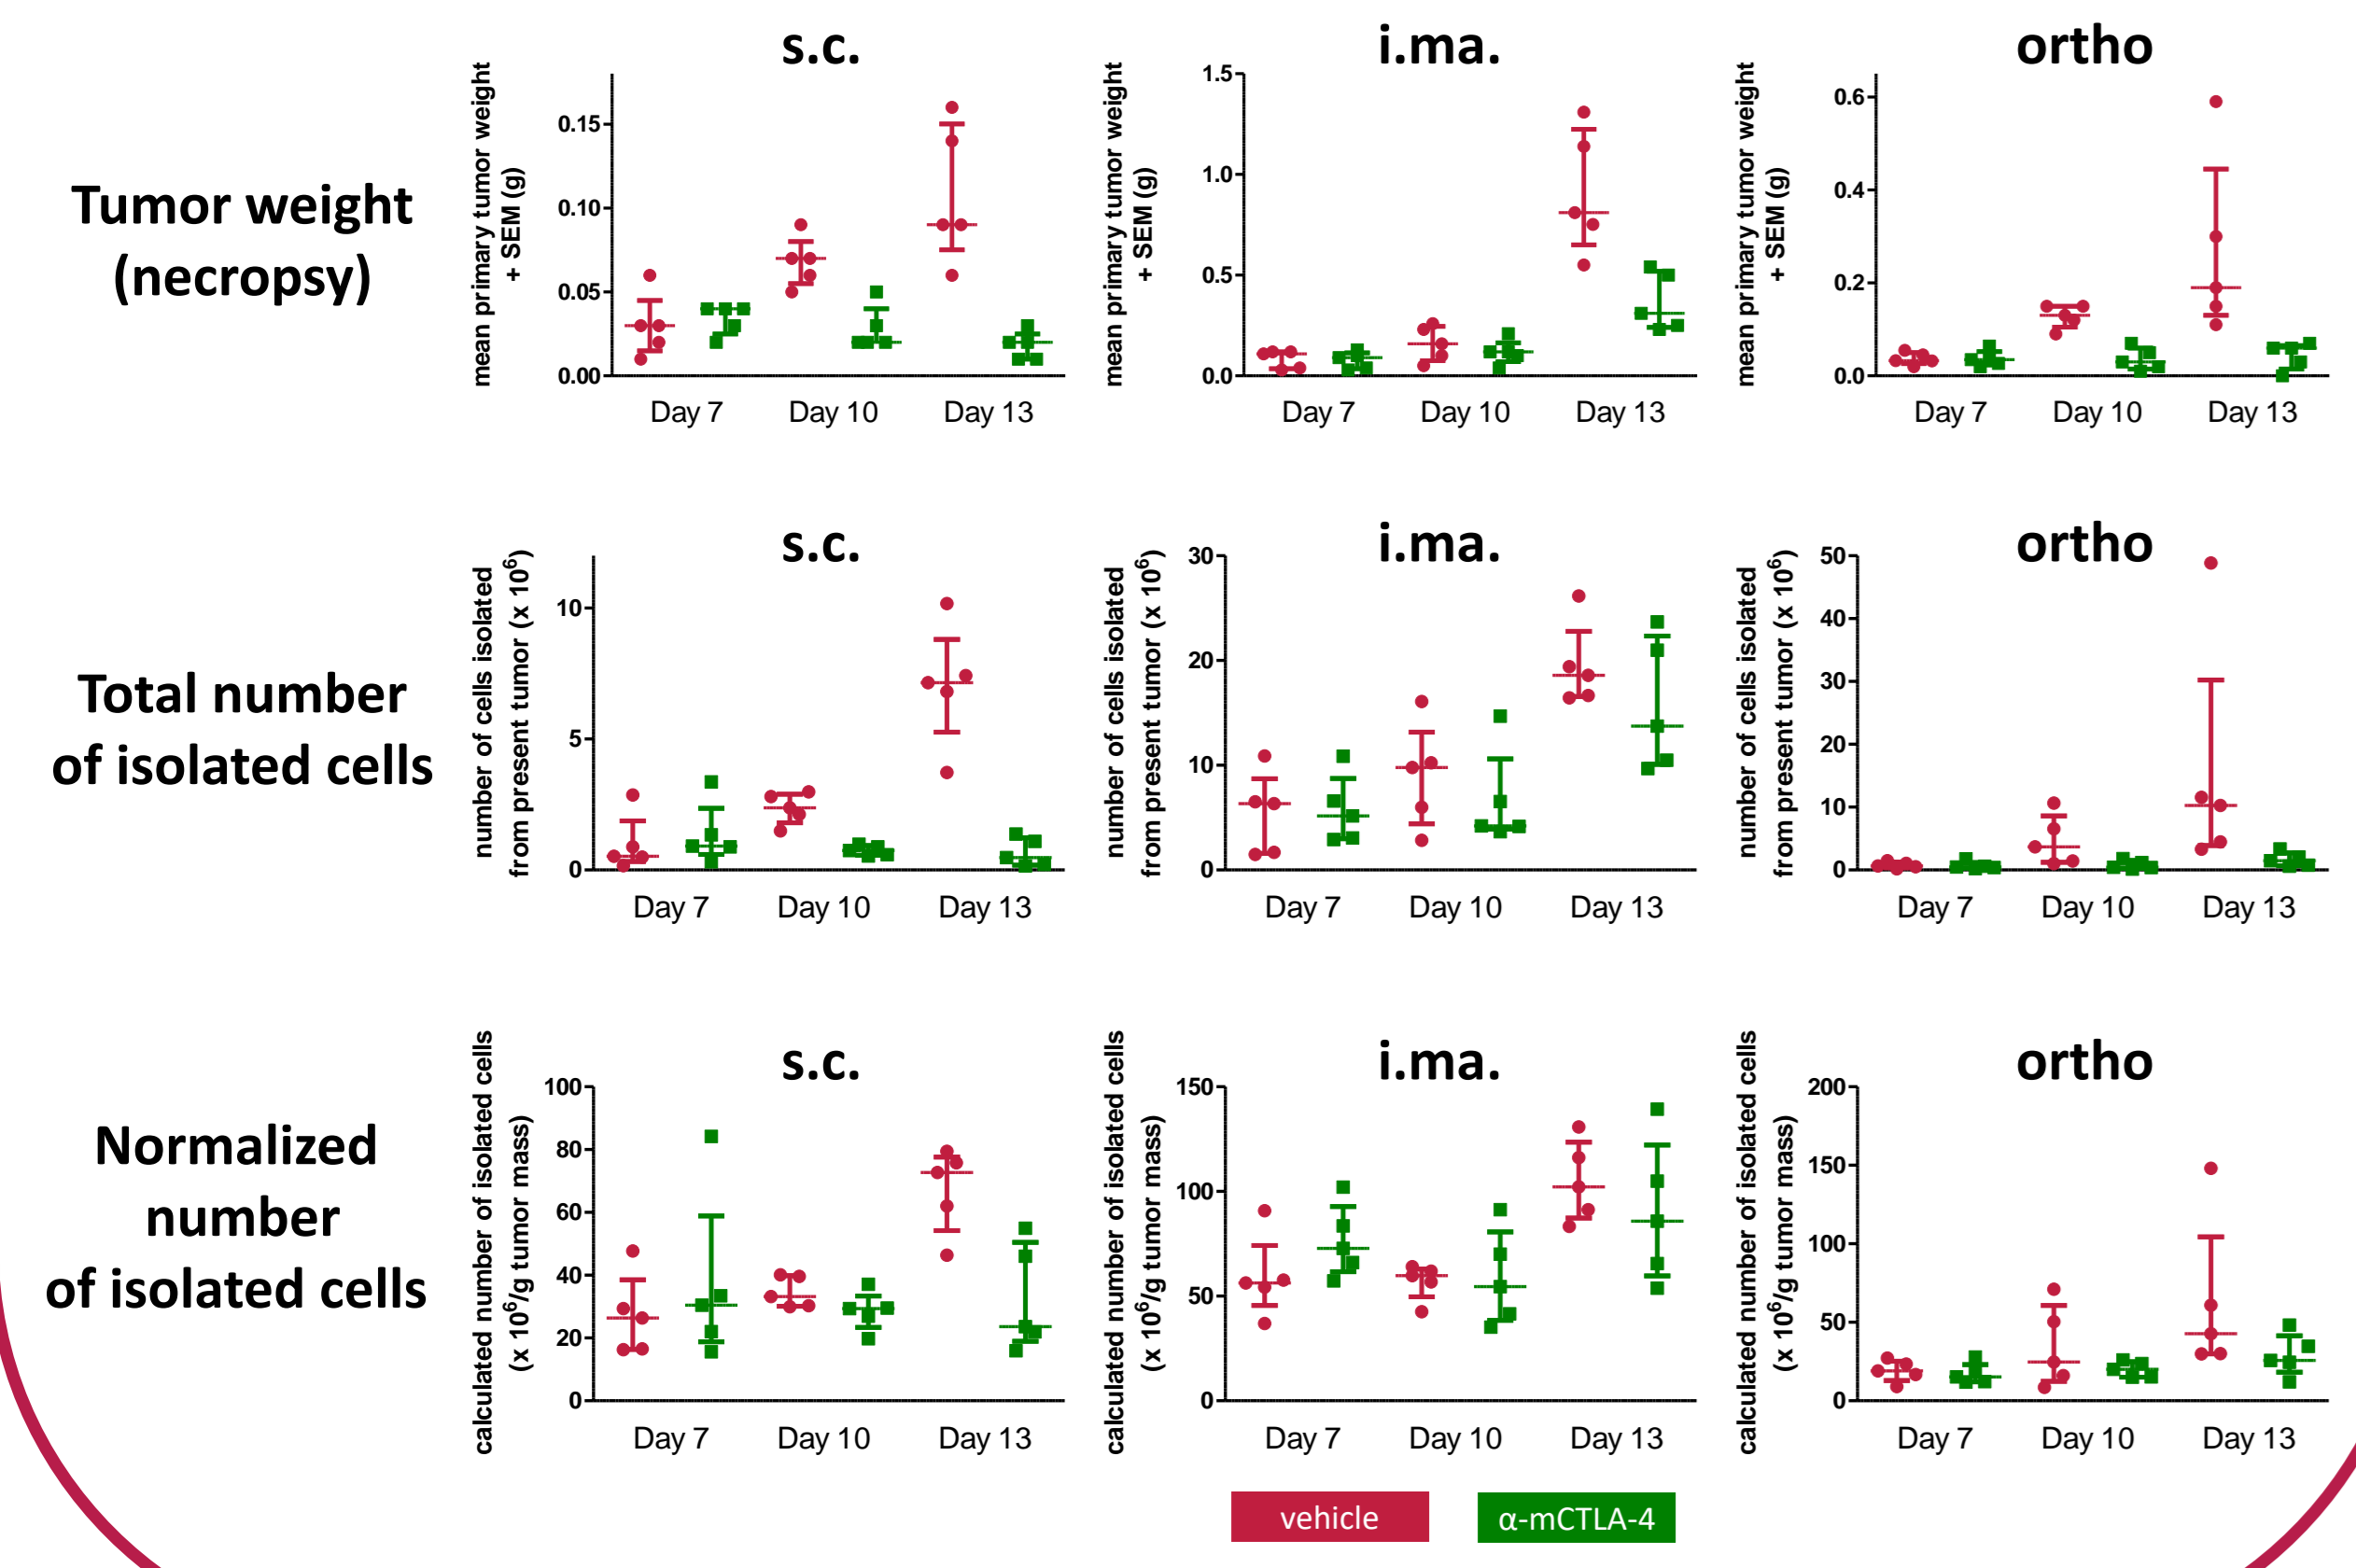 s.c.
i.ma.
ortho
Tumor weight
(necropsy)
mean primary tumor weight
+ SEM (g)
0.15
0.10
0.05
0.00
Day 7
Day 10
Day 13
mean primary tumor weight
+ SEM (g)
1.5
1.0
0.5
0.0
Day 7
Day 10
Day 13
mean primary tumor weight
+ SEM (g)
0.6
0.4
0.2
0.0
Day 7
Day 10
Day 13
s.c.
i.ma.
ortho
Total number
of isolated cells
number of cells isolated
from present tumor (x 10⁶)
10
5
0
Day 7
Day 10
Day 13
number of cells isolated
from present tumor (x 10⁶)
30
20
10
0
Day 7
Day 10
Day 13
number of cells isolated
from present tumor (x 10⁶)
50
40
30
20
10
0
Day 7
Day 10
Day 13
s.c.
i.ma.
ortho
Normalized
number
of isolated cells
calculated number of isolated cells
(x 10⁶/g tumor mass)
100
80
60
40
20
0
Day 7
Day 10
Day 13
calculated number of isolated cells
(x 10⁶/g tumor mass)
150
100
50
0
Day 7
Day 10
Day 13
calculated number of isolated cells
(x 10⁶/g tumor mass)
200
150
100
50
0
Day 7
Day 10
Day 13
vehicle
α-mCTLA-4